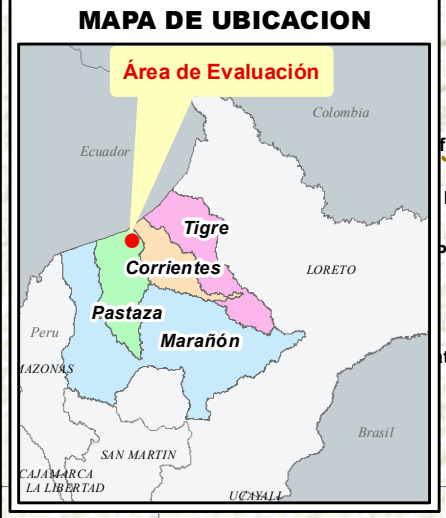 MAPA DE UBICACION
Área de Evaluación
Colombia
Ecuador
Tigre
Corrientes
LORETO
Pastaza
Peru
Marañón
MAZONAS
Brasil
SAN MARTIN
CAJAMARCA
LA LIBERTAD
UCAYALI